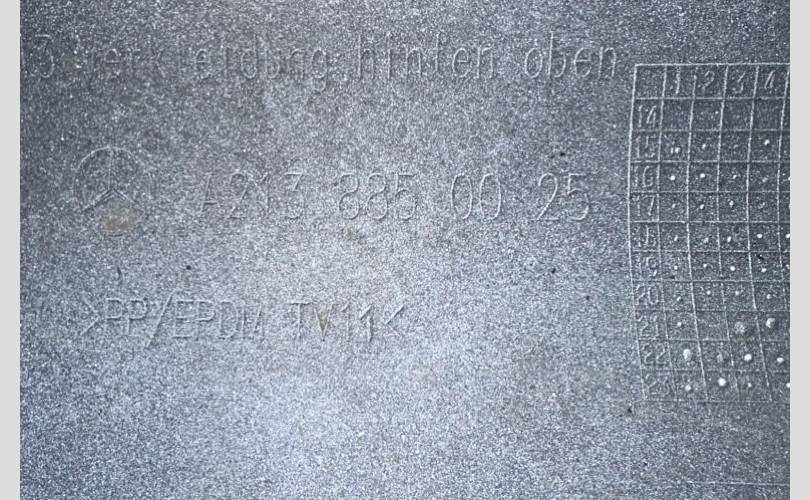 verkleidung hinten oben
A213 885 00 25
>PP/EPDM TV11<
1 2 3 4
14
15
16
17
18
19
20
21
22
23